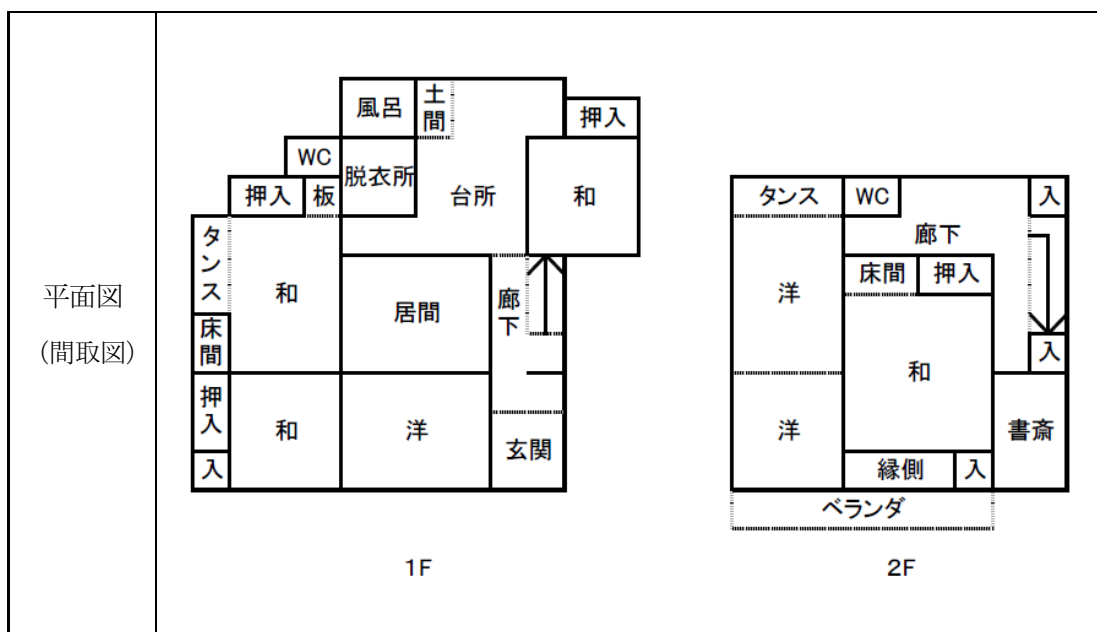 平面図
（間取図）
風呂
土間
押入
WC
脱衣所
押入
板
台所
和
タンス
和
居間
廊下
床間
押入
和
洋
玄関
入
1F
タンス
WC
入
廊下
床間
押入
洋
入
和
洋
書斎
縁側
入
ベランダ
2F